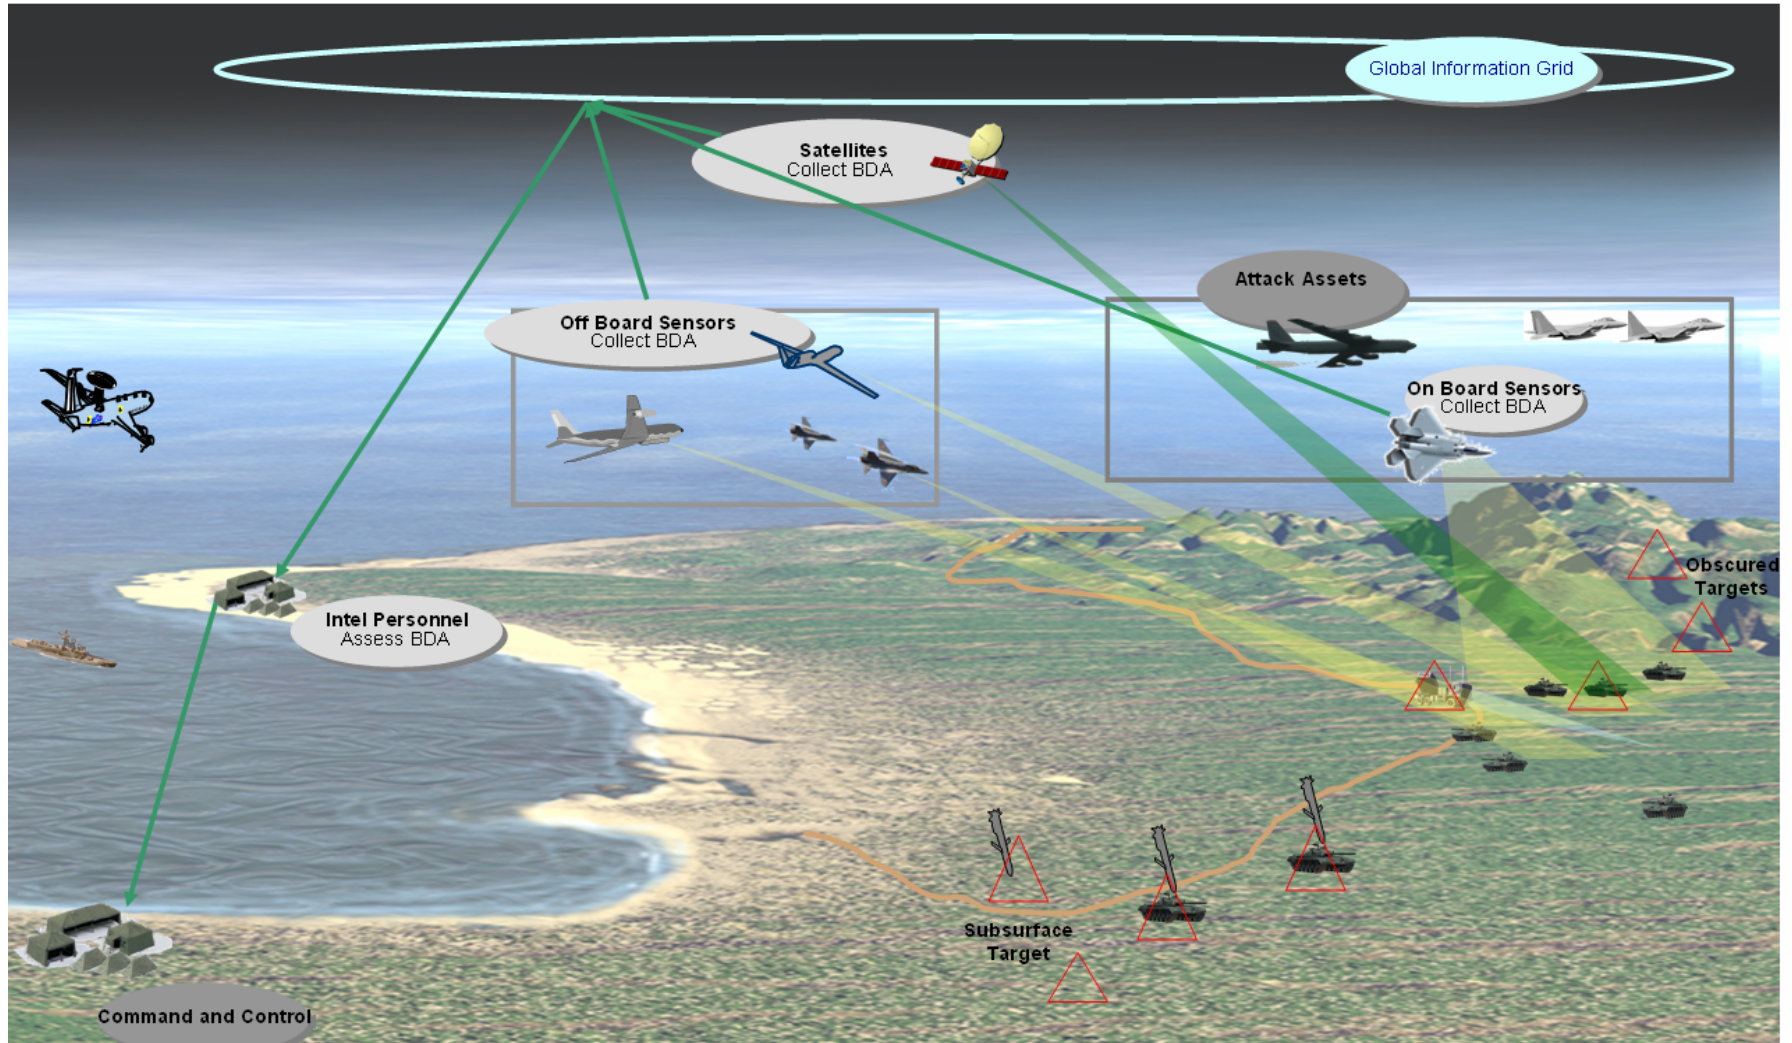 Global Information Grid
Satellites
Collect BDA
Attack Assets
Off Board Sensors
Collect BDA
On Board Sensors
Collect BDA
Obscured
Targets
Intel Personnel
Assess BDA
Subsurface
Target
Command and Control